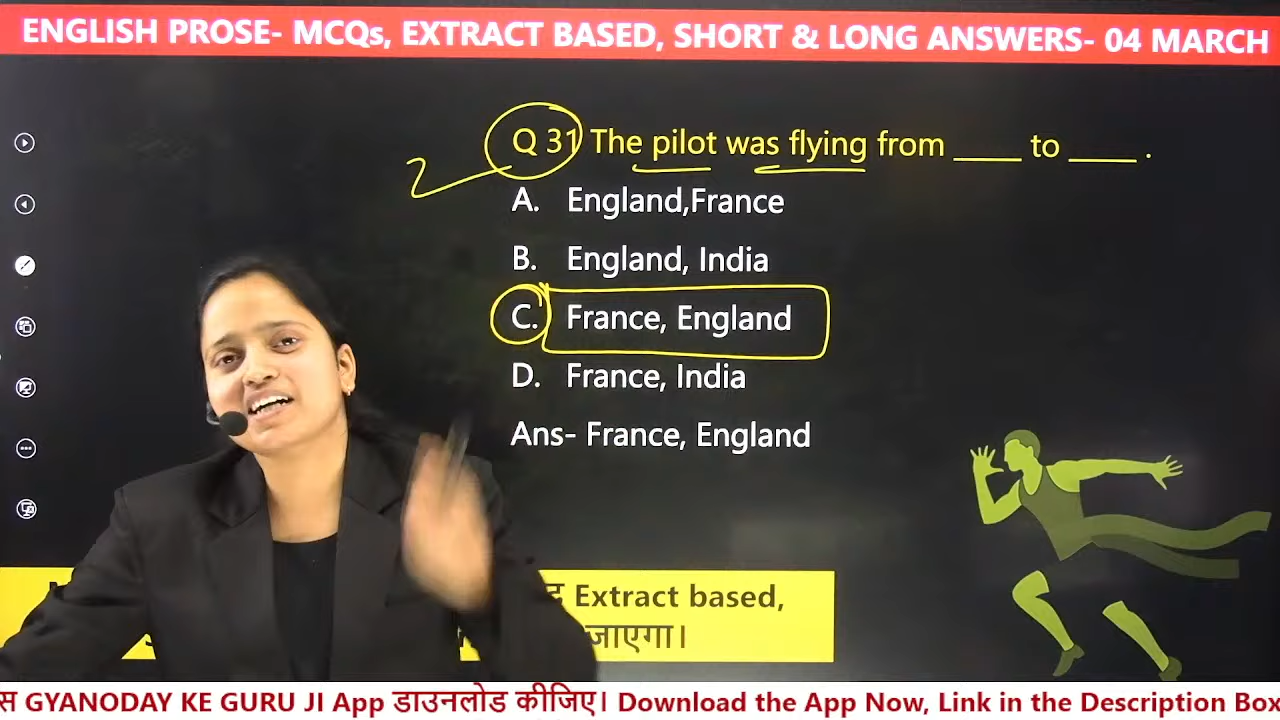 ENGLISH PROSE- MCQs, EXTRACT BASED, SHORT & LONG ANSWERS- 04 MARCH
Q 31 The pilot was flying from ____ to ____ .
A. England,France
B. England, India
C. France, England
D. France, India
Ans- France, England
Extract based,
जाएगा।
GYANODAY KE GURU JI App डाउनलोड कीजिए। Download the App Now, Link in the Description Box